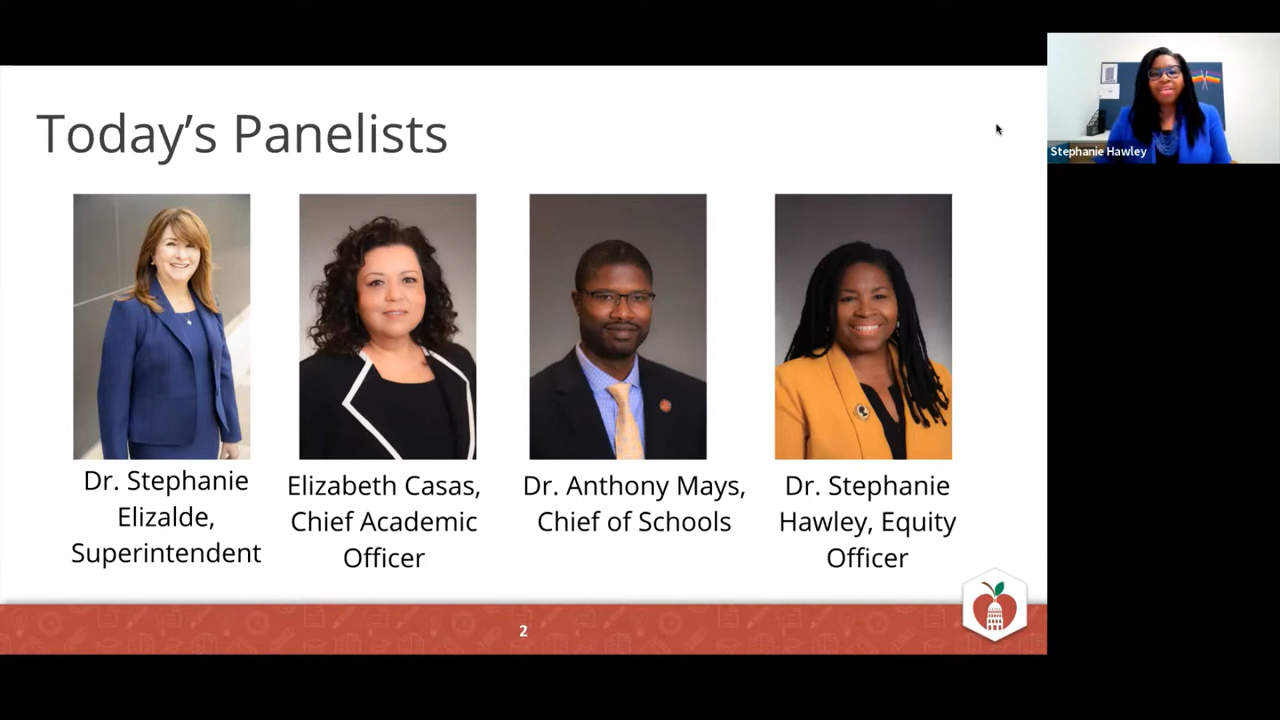 Today's Panelists
Stephanie Hawley
Dr. Stephanie
Elizalde,
Superintendent
Elizabeth Casas,
Chief Academic
Officer
Dr. Anthony Mays,
Chief of Schools
Dr. Stephanie
Hawley, Equity
Officer
2